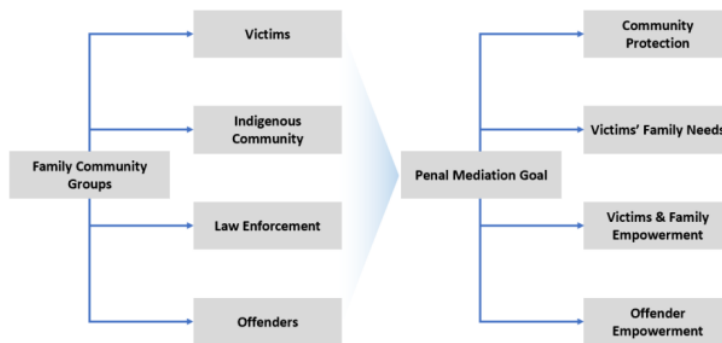 Family Community
Groups
Victims
Indigenous
Community
Law Enforcement
Offenders
Penal Mediation Goal
Community
Protection
Victims' Family Needs
Victims & Family
Empowerment
Offender
Empowerment